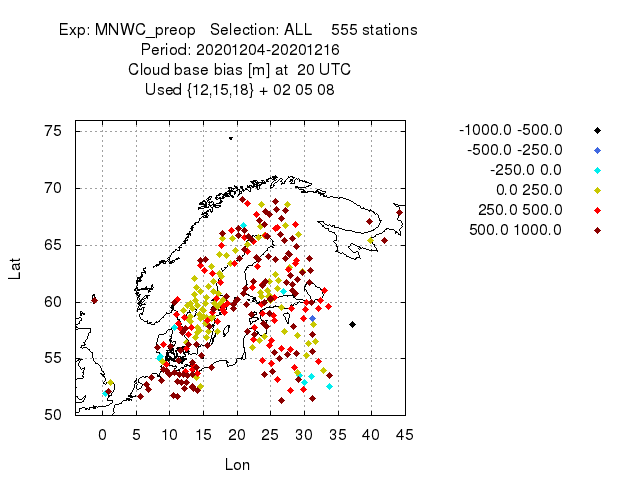 Exp: MNWC_preop Selection: ALL 555 stations
Period: 20201204-20201216
Cloud base bias [m] at 20 UTC
Used {12,15,18} + 02 05 08
75
70
65
60
55
50
Lat
0 5 10 15 20 25 30 35 40 45
Lon
-1000.0 -500.0
-500.0 -250.0
-250.0 0.0
0.0 250.0
250.0 500.0
500.0 1000.0